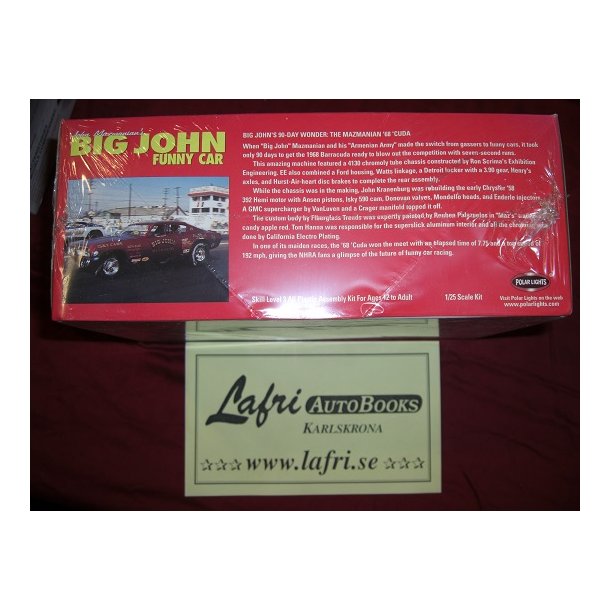 John Mazmanian's
BIG JOHN
FUNNY CAR
BIG JOHN'S 90-DAY WONDER: THE MAZMANIAN '68 'CUDA
When "Big John" Mazmanian and his "Armenian Army" made the switch from gassers to funny cars, it took
only 90 days to get the 1968 Barracuda ready to blow out the competition with seven-second runs.
This amazing machine featured a 4130 chromoly tube chassis constructed by Ron Scrima's Exhibition
Engineering. EE also combined a Ford housing, Watts linkage, a Detroit locker with a 3.90 gear, Henry's
axles, and Hurst-Air-heart disc brakes to complete the rear assembly.
While the chassis was in the making, John Kranenburg was rebuilding the early Chrysler '58
392 Hemi motor with Anson pistons, Isky 590 cam, Donovan valves, Mondello heads, and Enderle injectors.
A GMC supercharger by VanLuven and a Cragar manifold topped it off.
The custom body by Fiberglass Trends was expertly painted by Reuben in "Maz's"
candy apple red. Tom Hanna was responsible for the superslick aluminum interior and all the
done by California Electro Plating.
In one of its maiden races, the '68 'Cuda won the meet with an elapsed time of 7.75 and a top speed of
192 mph, giving the NHRA fans a glimpse of the future of funny car racing.
Skill Level 3 All Plastic Assembly Kit For Ages 12 to Adult
1/25 Scale Kit
POLAR LIGHTS
Visit Polar Lights on the web
www.polarlights.com
BIG JOHN
Lafri AUTOBOOKS
KARLSKRONA
www.lafri.se